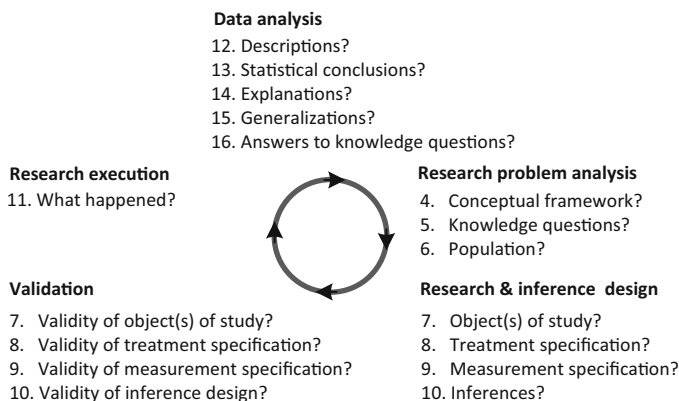 Data analysis
12. Descriptions?
13. Statistical conclusions?
14. Explanations?
15. Generalizations?
16. Answers to knowledge questions?
Research execution
11. What happened?
Research problem analysis
4. Conceptual framework?
5. Knowledge questions?
6. Population?
Validation
7. Validity of object(s) of study?
8. Validity of treatment specification?
9. Validity of measurement specification?
10. Validity of inference design?
Research & inference design
7. Object(s) of study?
8. Treatment specification?
9. Measurement specification?
10. Inferences?